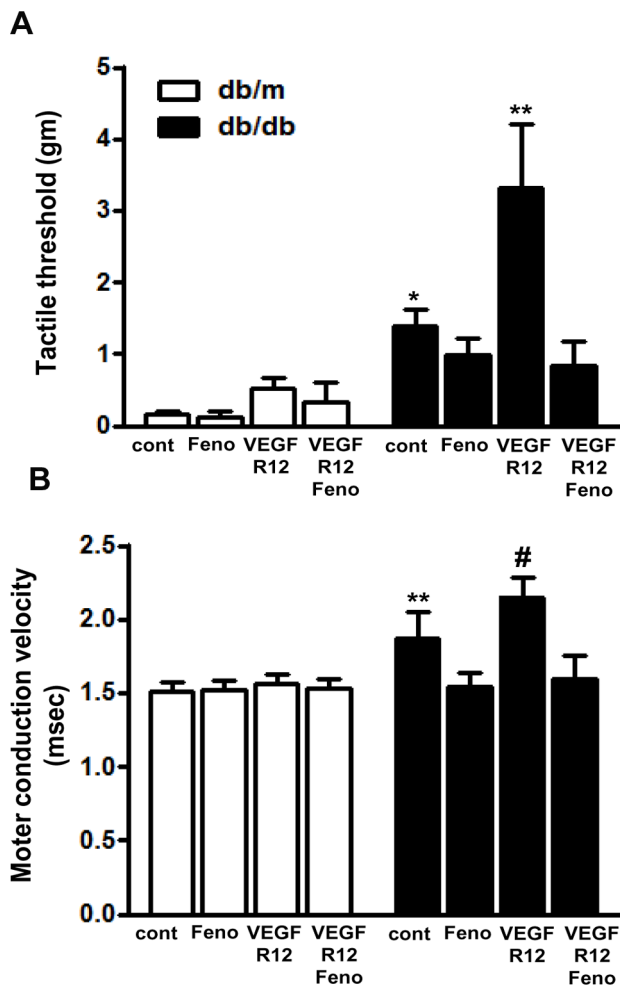 A
Tactile threshold (gm)
5
4
3
2
1
0
db/m
db/db
*
**
cont Feno VEGF VEGF cont Feno VEGF VEGF
R12 R12 R12 R12
Feno Feno
B
Moter conduction velocity
(msec)
2.5
2.0
1.5
1.0
0.5
0.0
**
#
cont Feno VEGF VEGF cont Feno VEGF VEGF
R12 R12 R12 R12
Feno Feno